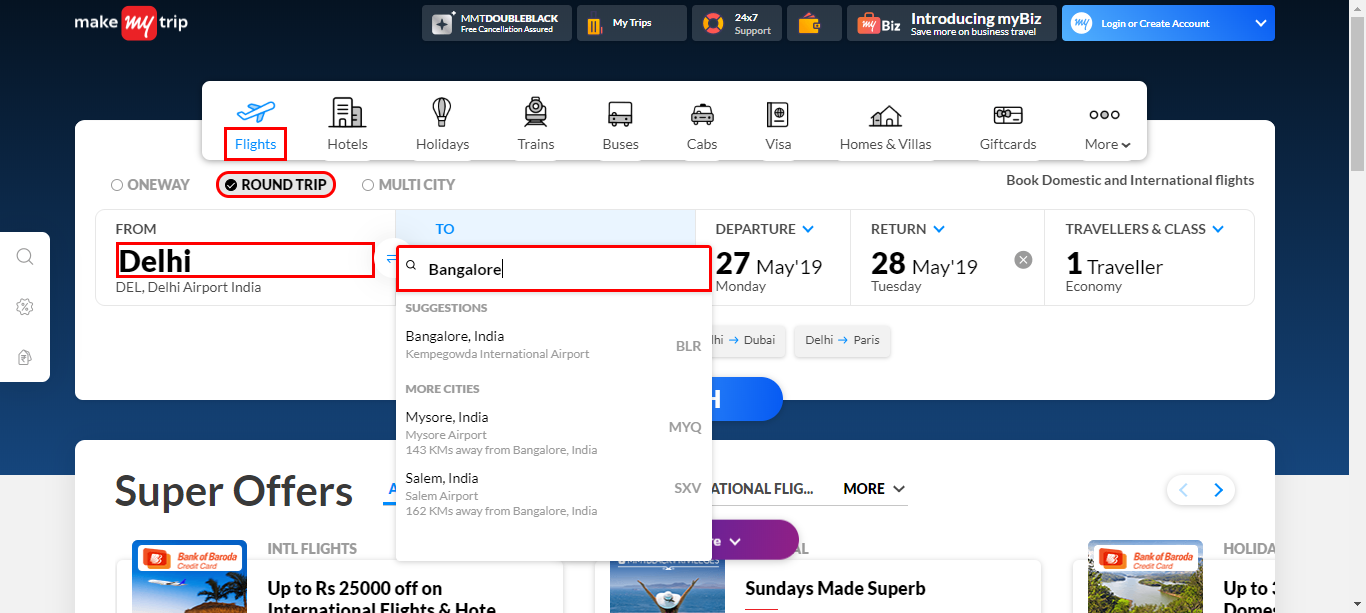 make my trip
MMTDOUBLEBLACK
Free Cancellation Assured
My Trips
24x7
Support
my Biz
Introducing myBiz
Save more on business travel
my
Login or Create Account
Flights
Hotels
Holidays
Trains
Buses
Cabs
Visa
Homes & Villas
Giftcards
More
ONEWAY
ROUND TRIP
MULTI CITY
Book Domestic and International flights
FROM
Delhi
DEL, Delhi Airport India
TO
Bangalore
DEPARTURE
27 May'19
Monday
RETURN
28 May'19
Tuesday
TRAVELLERS & CLASS
1 Traveller
Economy
SUGGESTIONS
Bangalore, India
Kempegowda International Airport
BLR
MORE CITIES
Mysore, India
Mysore Airport
143 KMs away from Bangalore, India
MYQ
Salem, India
Salem Airport
162 KMs away from Bangalore, India
SXV
lhi → Dubai
Delhi → Paris
H
Super Offers
A
ATIONAL FLIG...
MORE
re
INTL FLIGHTS
Bank of Baroda
Credit Card
Up to Rs 25000 off on
International Flights & Hote
AL
Sundays Made Superb
Bank of Baroda
Credit Card
HOLIDA
Up to
Dome